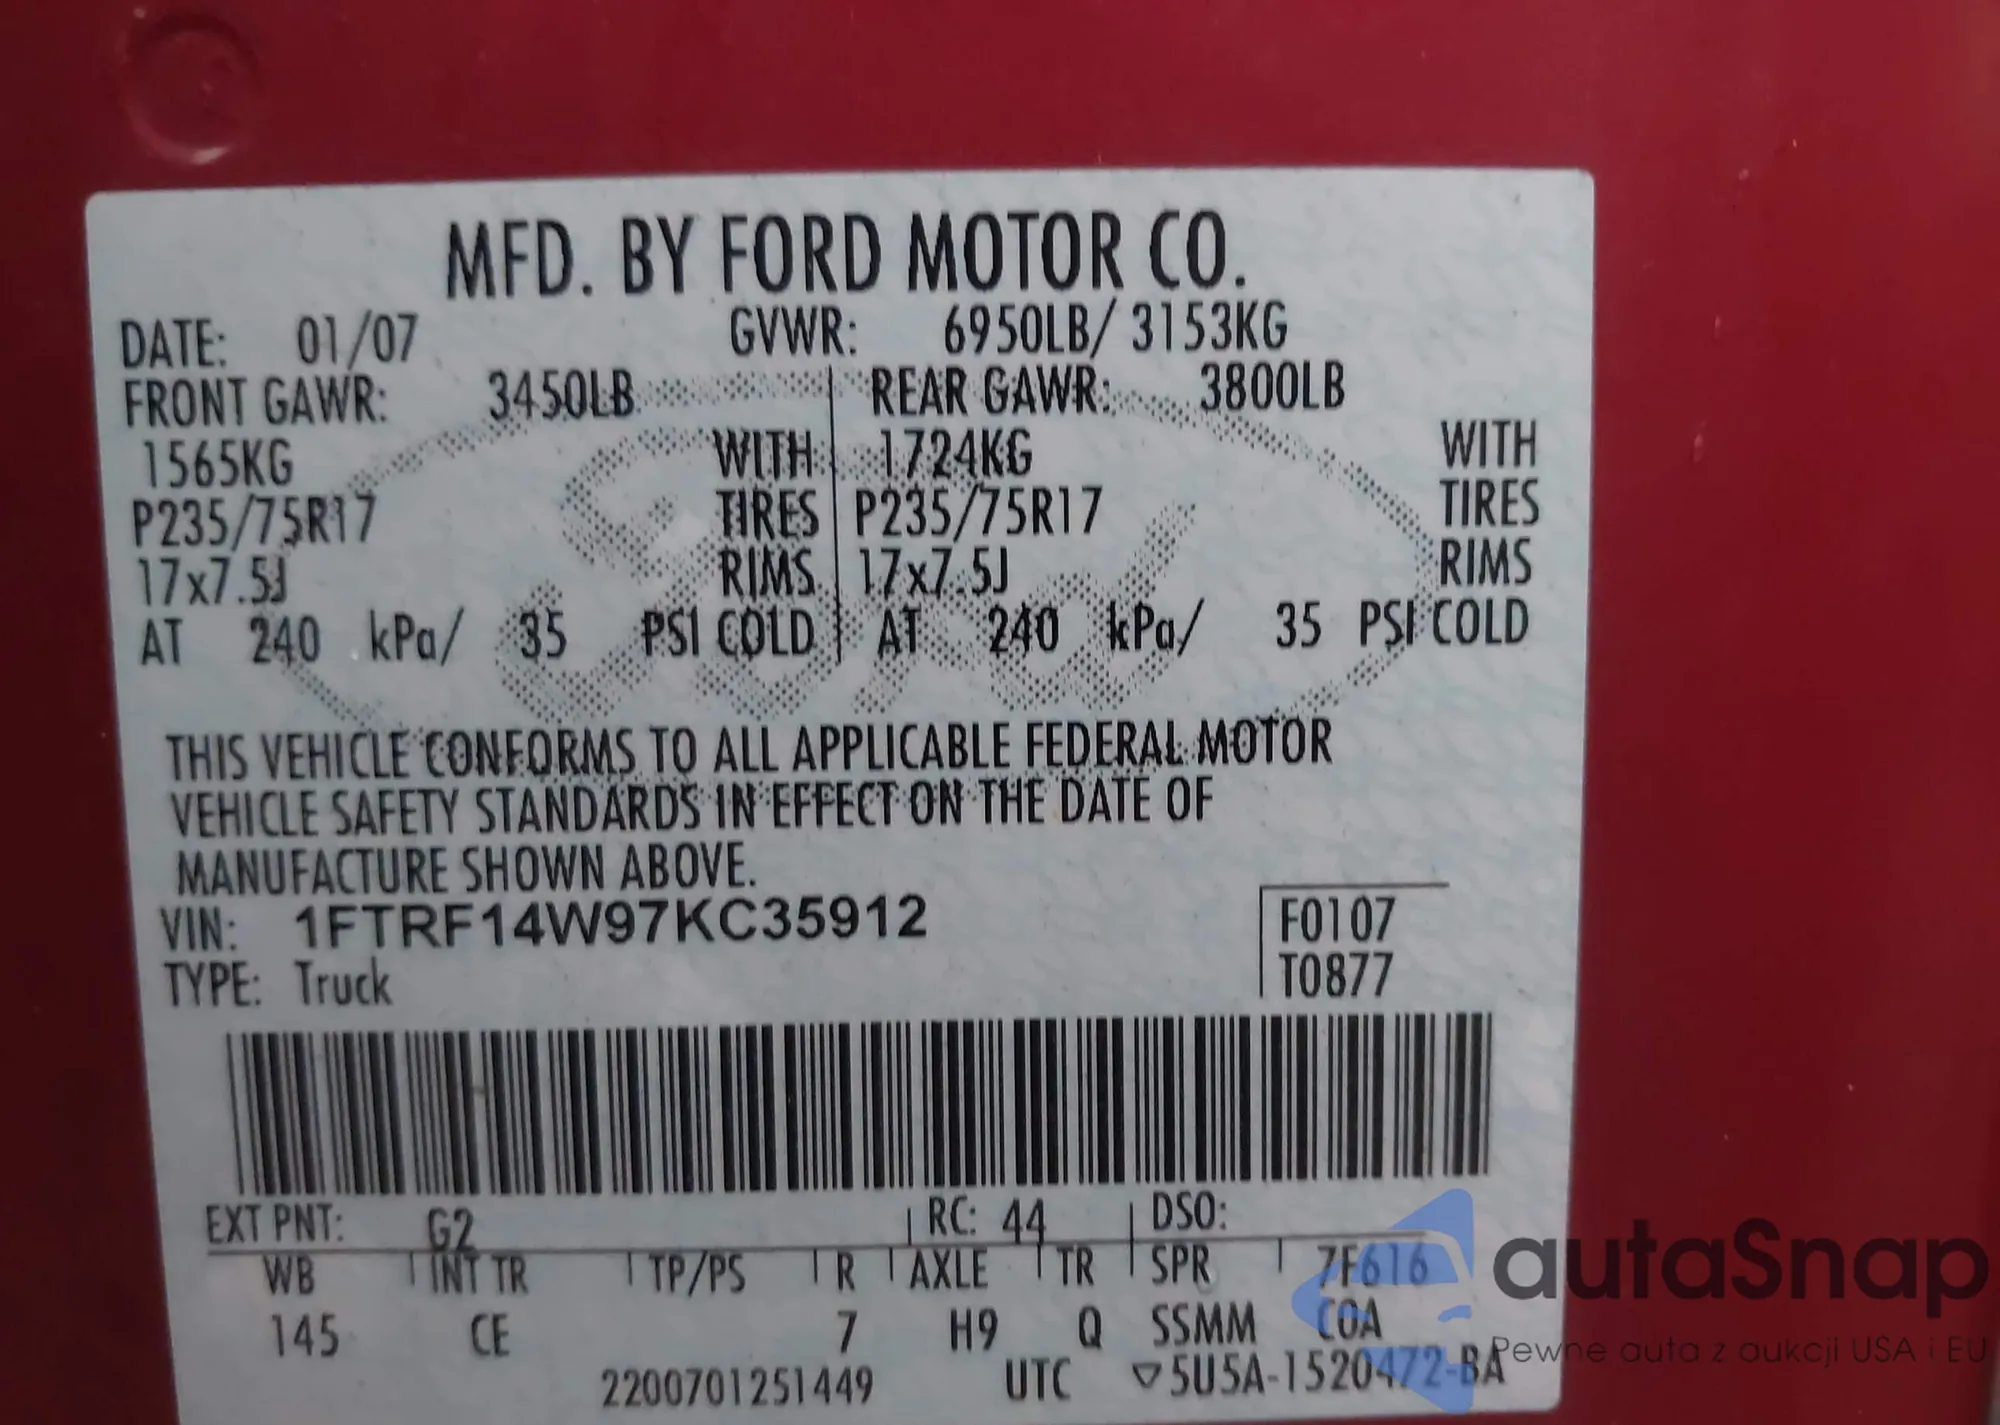 MFD. BY FORD MOTOR CO.
DATE: 01/07 GVWR: 6950LB/ 3153KG
FRONT GAWR: 3450LB REAR GAWR: 3800LB
1565KG WITH 1724KG WITH
P235/75R17 TIRES P235/75R17 TIRES
17x7.5J RIMS 17x7.5J RIMS
AT 240 kPa/ 35 PSI COLD AT 240 kPa/ 35 PSI COLD
Ford
THIS VEHICLE CONFORMS TO ALL APPLICABLE FEDERAL MOTOR
VEHICLE SAFETY STANDARDS IN EFFECT ON THE DATE OF
MANUFACTURE SHOWN ABOVE.
VIN: 1FTRF14W97KC35912 F0107
TYPE: Truck T0877
EXT PNT: G2 RC: 44 DSO:
WB INT TR TP/PS R AXLE TR SPR 7F616
145 CE 7 H9 Q SSMM COA
2200701251449 UTC ▽5U5A-1520472-BA
autaSnap
Pewne auta z aukcji USA i EU